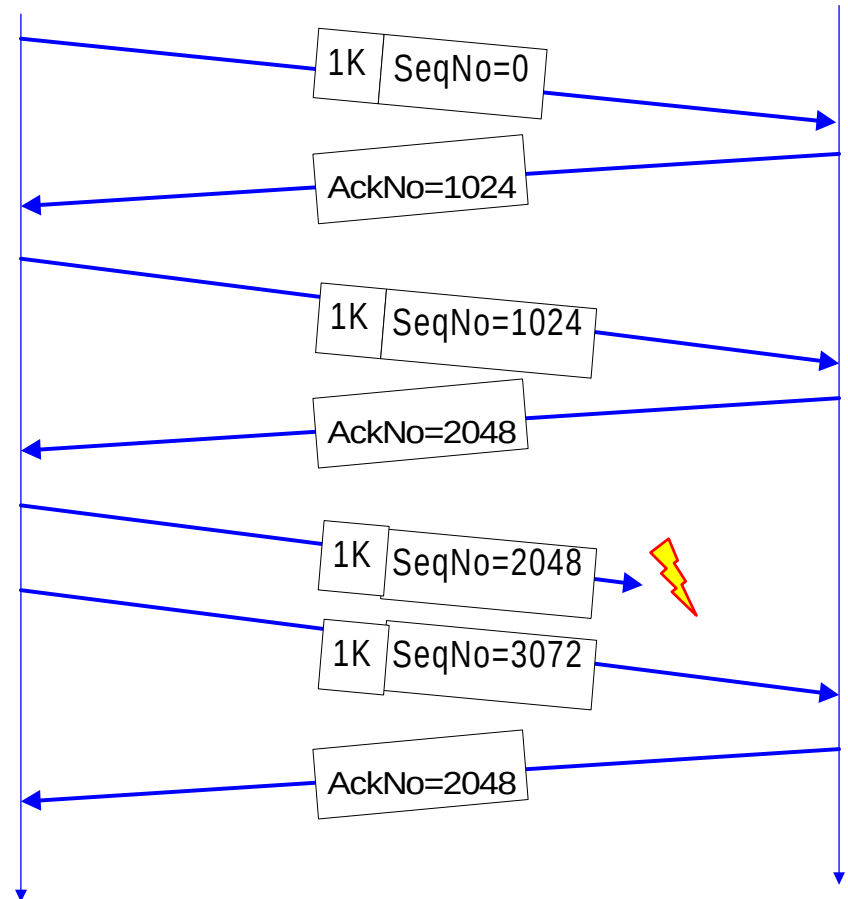 1K SeqNo=0
AckNo=1024
1K SeqNo=1024
AckNo=2048
1K SeqNo=2048
1K SeqNo=3072
AckNo=2048